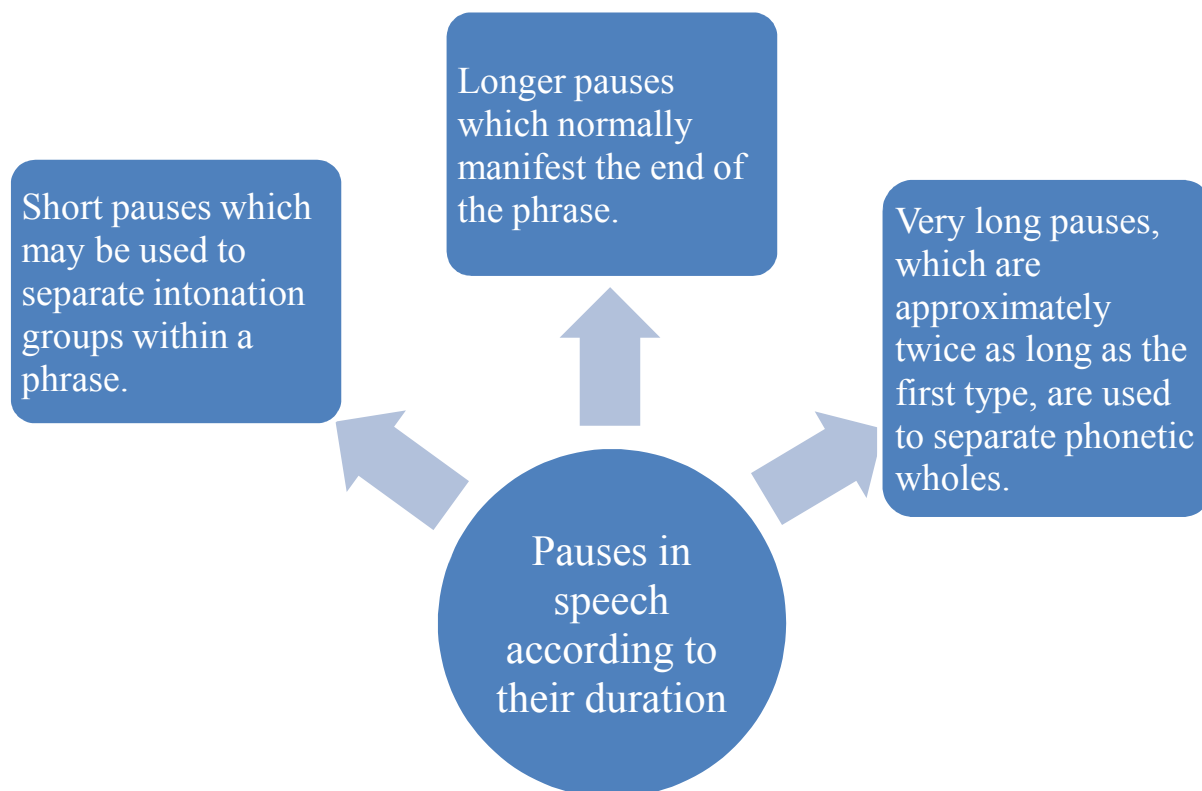 Short pauses which
may be used to
separate intonation
groups within a
phrase.
Longer pauses
which normally
manifest the end of
the phrase.
Very long pauses,
which are
approximately
twice as long as the
first type, are used
to separate phonetic
wholes.
Pauses in
speech
according to
their duration